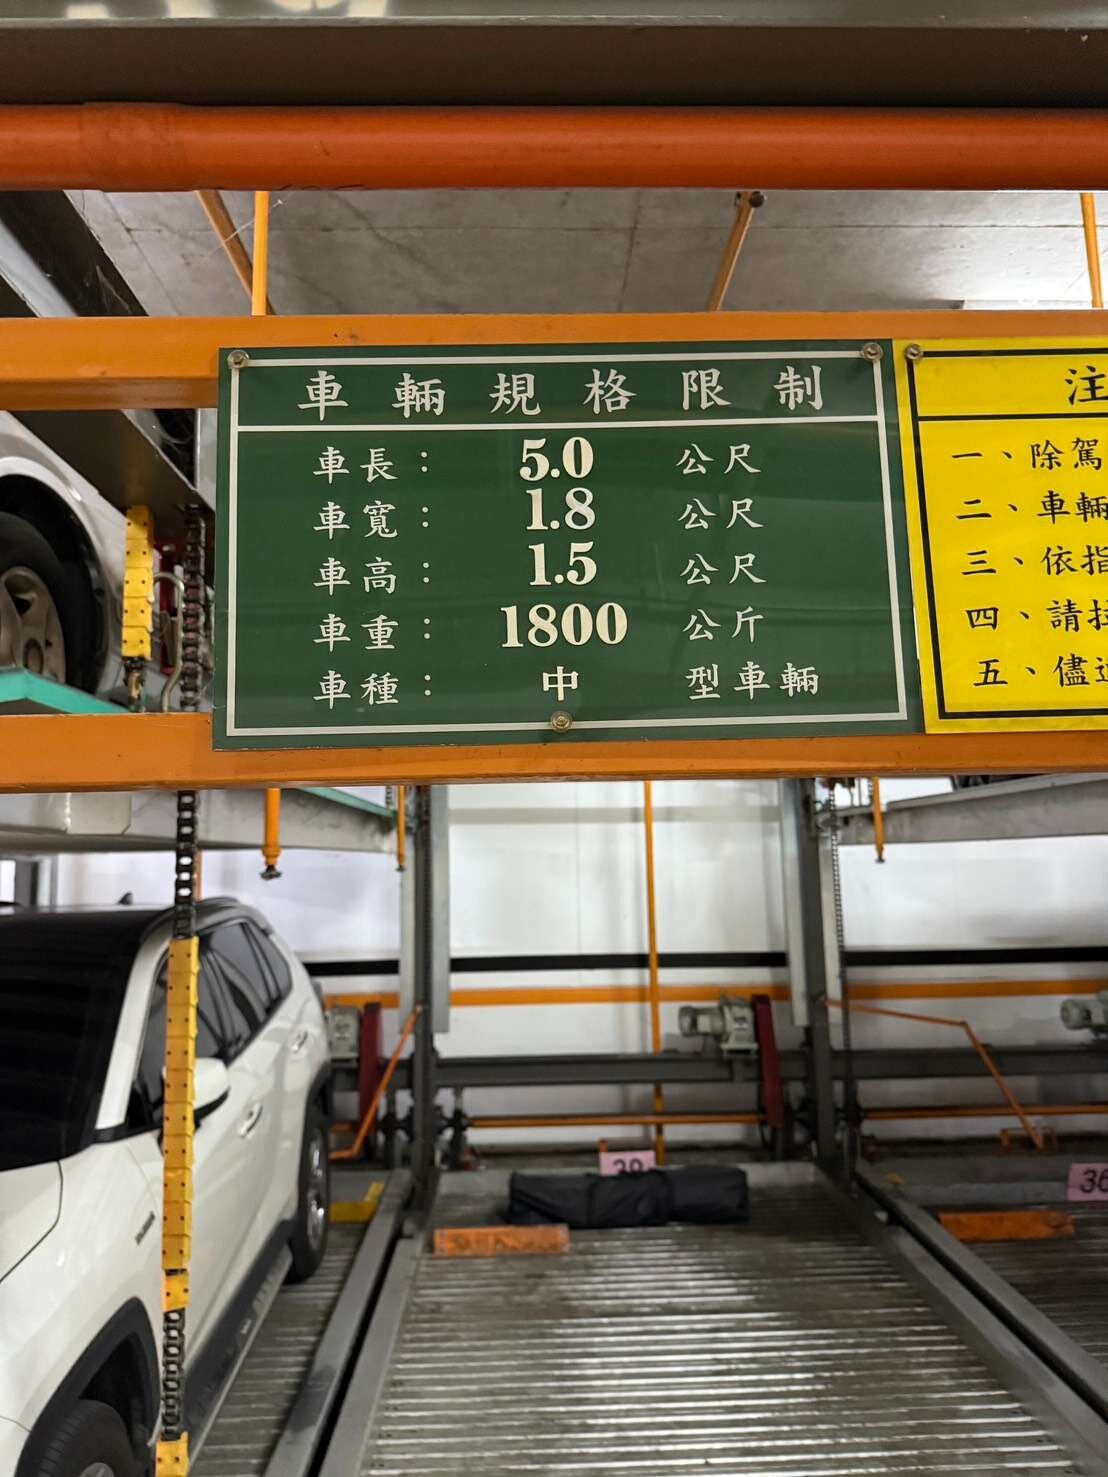 車輛規格限制
車長： 5.0 公尺
車寬： 1.8 公尺
車高： 1.5 公尺
車重： 1800 公斤
車種： 中 型車輛
注
一、除駕
二、車輛
三、依指
四、請拉
五、儘
36